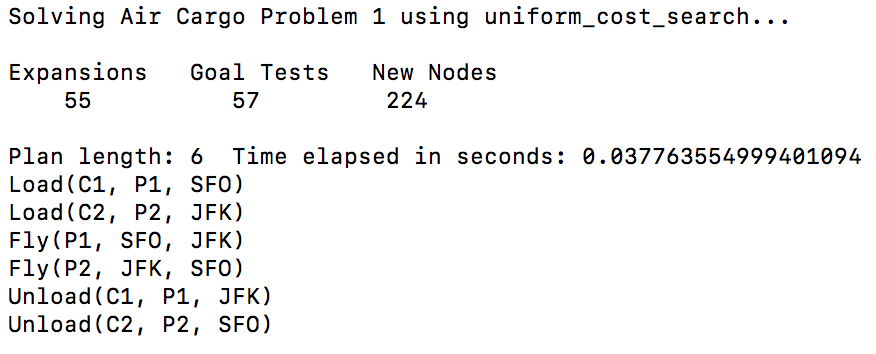 Solving Air Cargo Problem 1 using uniform_cost_search...
Expansions Goal Tests New Nodes
55 57 224
Plan length: 6 Time elapsed in seconds: 0.037763554999401094
Load(C1, P1, SFO)
Load(C2, P2, JFK)
Fly(P1, SFO, JFK)
Fly(P2, JFK, SFO)
Unload(C1, P1, JFK)
Unload(C2, P2, SFO)